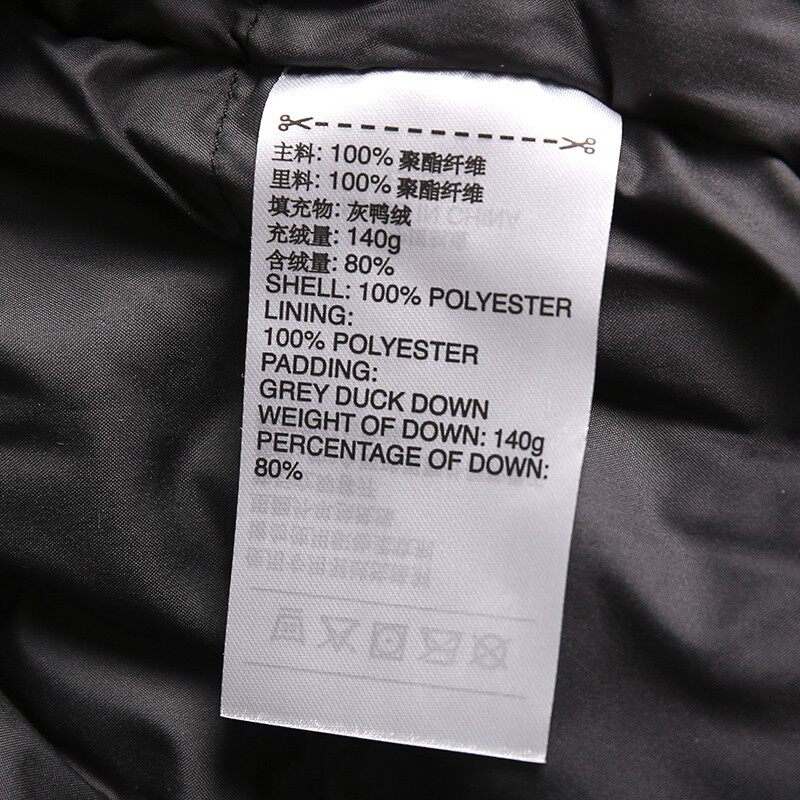 主料: 100% 聚酯纤维
里料: 100% 聚酯纤维
填充物: 灰鸭绒
充绒量: 140g
含绒量: 80%
SHELL: 100% POLYESTER
LINING:
100% POLYESTER
PADDING:
GREY DUCK DOWN
WEIGHT OF DOWN: 140g
PERCENTAGE OF DOWN:
80%